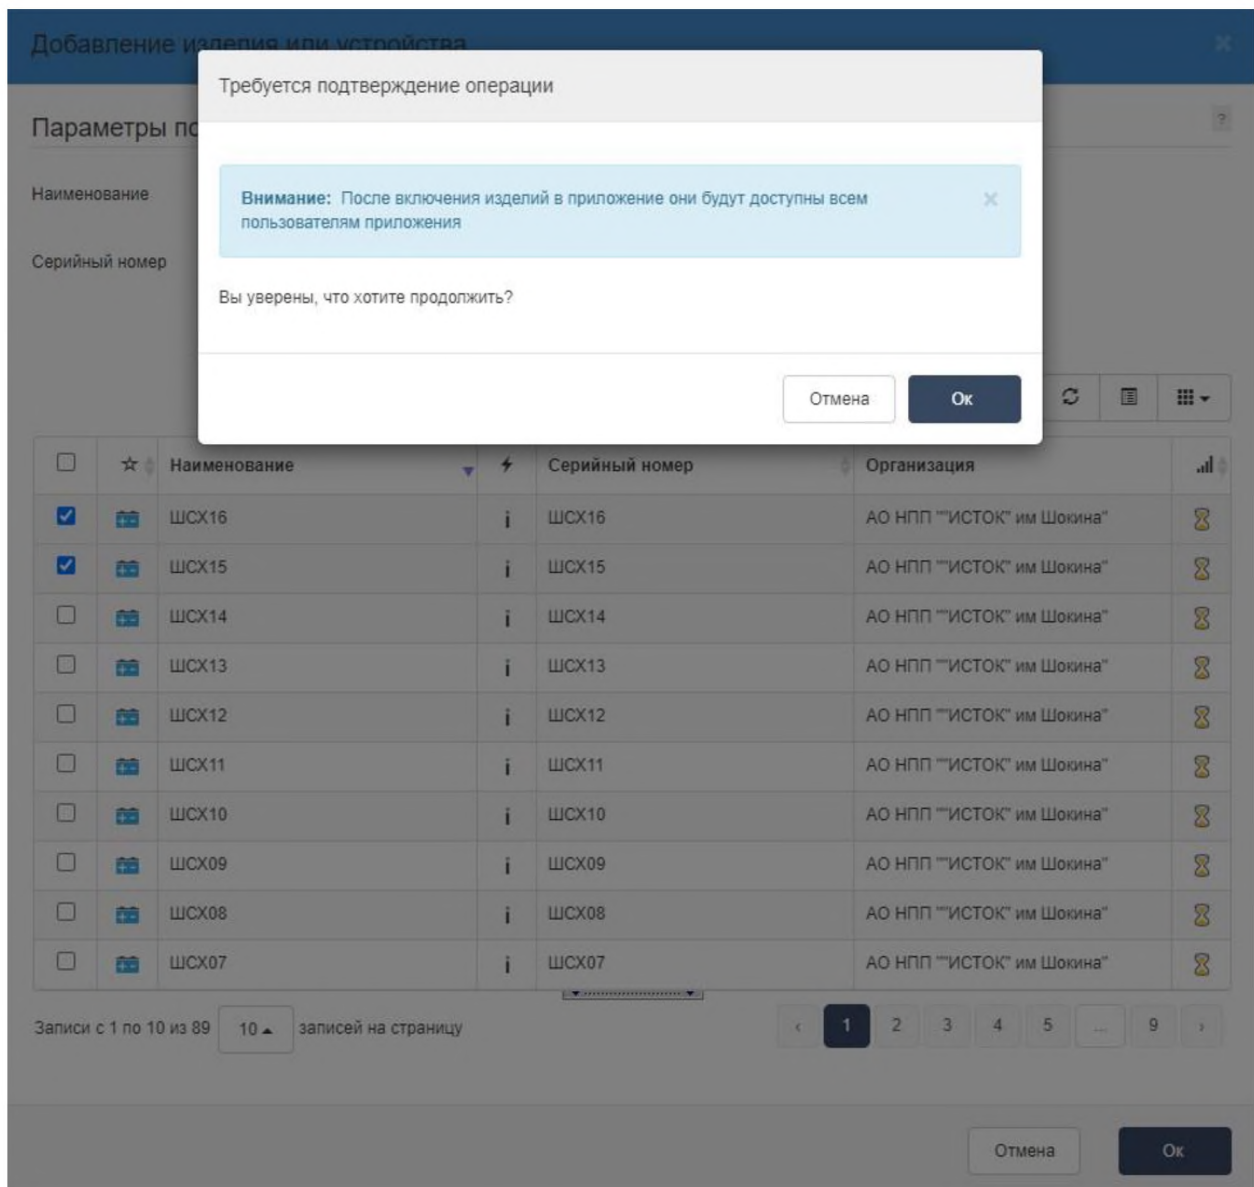 Добавление изделия или устройства
Требуется подтверждение операции
Параметры по
?
Наименование
Внимание: После включения изделий в приложение они будут доступны всем
пользователям приложения
Серийный номер
Вы уверены, что хотите продолжить?
Отмена Ок
Наименование Серийный номер Организация
ШСХ16 i ШСХ16 АО НПП ""ИСТОК" им Шокина"
ШСХ15 i ШСХ15 АО НПП ""ИСТОК" им Шокина"
ШСХ14 i ШСХ14 АО НПП ""ИСТОК" им Шокина"
ШСХ13 i ШСХ13 АО НПП ""ИСТОК" им Шокина"
ШСХ12 i ШСХ12 АО НПП ""ИСТОК" им Шокина"
ШСХ11 i ШСХ11 АО НПП ""ИСТОК" им Шокина"
ШСХ10 i ШСХ10 АО НПП ""ИСТОК" им Шокина"
ШСХ09 i ШСХ09 АО НПП ""ИСТОК" им Шокина"
ШСХ08 i ШСХ08 АО НПП ""ИСТОК" им Шокина"
ШСХ07 i ШСХ07 АО НПП ""ИСТОК" им Шокина"
Записи с 1 по 10 из 89 10 записей на страницу ‹ 1 2 3 4 5 ... 9 ›
Отмена Ок